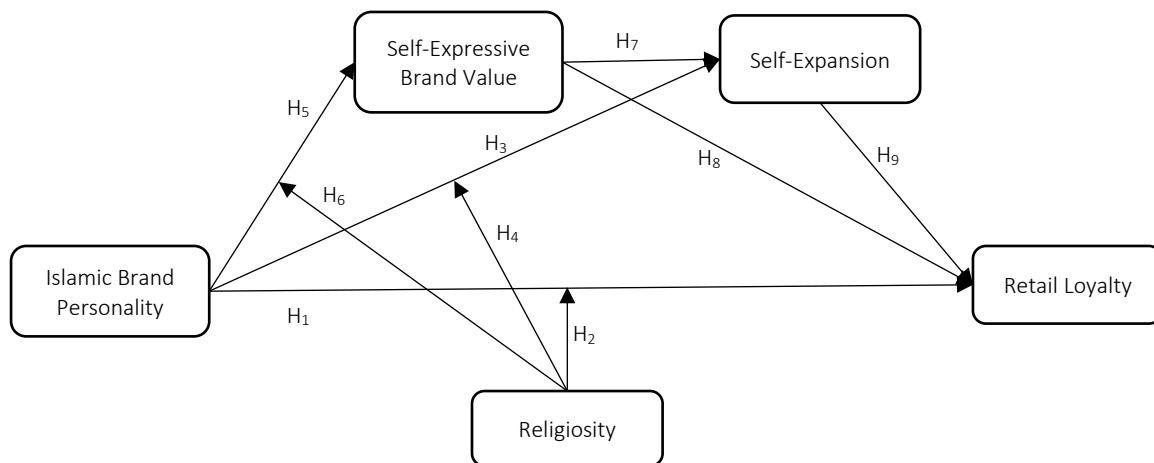 Self-Expressive
Brand Value
H₇
Self-Expansion
H₅
H₃
H₈
H₉
H₆
H₄
Islamic Brand
Personality
Retail Loyalty
H₁
H₂
Religiosity